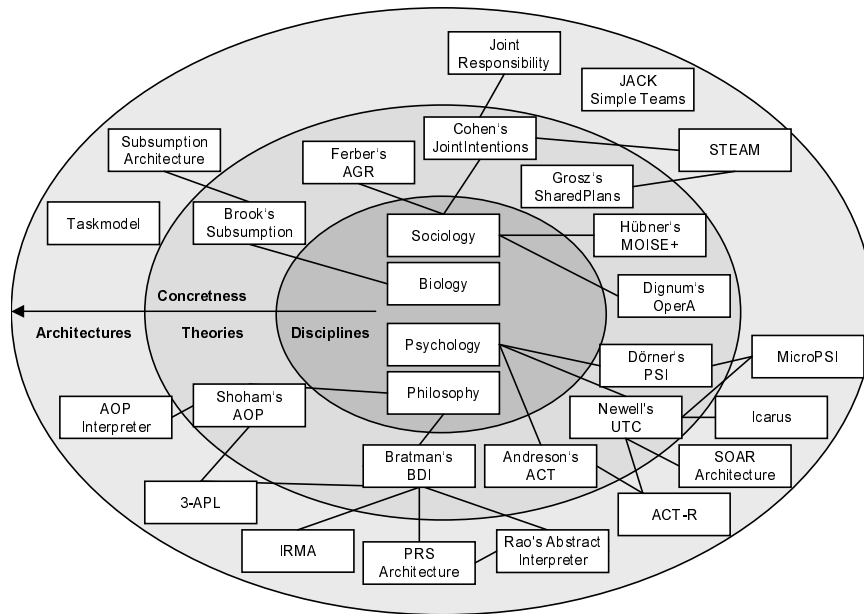 Joint
Responsibility
JACK
Simple Teams
Cohen‘s
JointIntentions
Subsumption
Architecture
Ferber‘s
AGR
STEAM
Grosz‘s
SharedPlans
Taskmodel
Brook‘s
Subsumption
Sociology
Hübner‘s
MOISE+
Biology
Dignum‘s
OperA
Concretness
Architectures
Theories
Disciplines
Psychology
Dörner‘s
PSI
MicroPSI
Philosophy
AOP
Interpreter
Shoham‘s
AOP
Newell's
UTC
Icarus
Bratman‘s
BDI
Andreson‘s
ACT
SOAR
Architecture
3-APL
ACT-R
IRMA
PRS
Architecture
Rao's Abstract
Interpreter